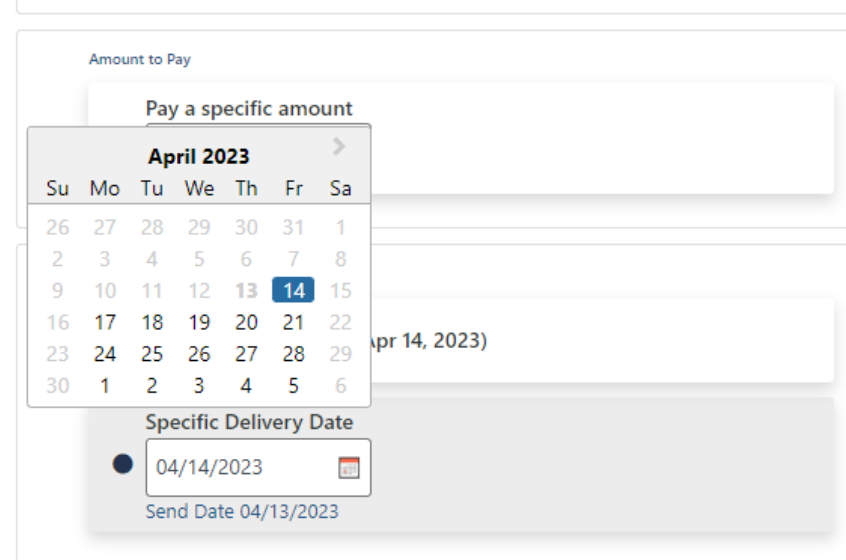 Amount to Pay
Pay a specific amount
April 2023
Su Mo Tu We Th Fr Sa
26 27 28 29 30 31 1
2 3 4 5 6 7 8
9 10 11 12 13 14 15
16 17 18 19 20 21 22
23 24 25 26 27 28 29
30 1 2 3 4 5 6
Apr 14, 2023)
Specific Delivery Date
04/14/2023
Send Date 04/13/2023